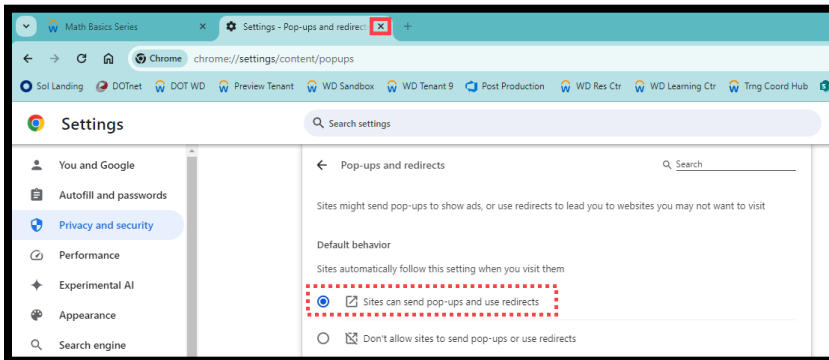 Math Basics Series × Settings - Pop-ups and redirect × +
Chrome chrome://settings/content/popups
Sol Landing DOTnet DOT WD Preview Tenant WD Sandbox WD Tenant 9 Post Production WD Res Ctr WD Learning Ctr Trng Coord Hub
Settings Search settings
You and Google Pop-ups and redirects Search
Autofill and passwords
Sites might send pop-ups to show ads, or use redirects to lead you to websites you may not want to visit
Privacy and security
Default behavior
Performance
Sites automatically follow this setting when you visit them
Experimental AI
Sites can send pop-ups and use redirects
Appearance
Don't allow sites to send pop-ups or use redirects
Search engine